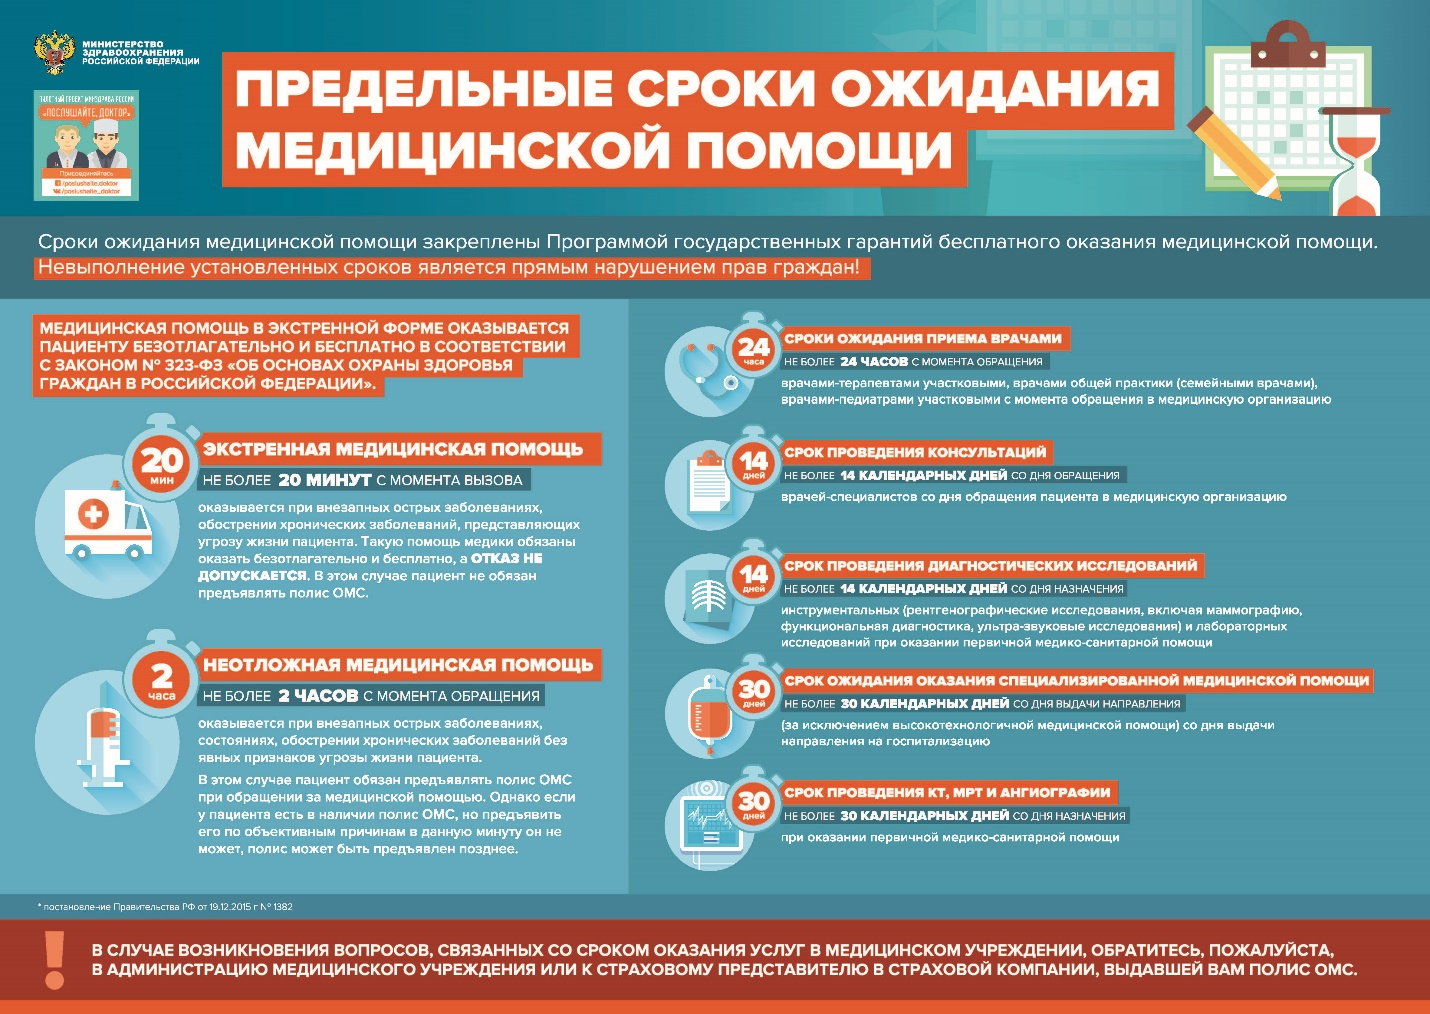 МИНИСТЕРСТВО
ЗДРАВООХРАНЕНИЯ
РОССИЙСКОЙ ФЕДЕРАЦИИ
ПИЛОТНЫЙ ПРОЕКТ МИНЗДРАВА РОССИИ
«ПОСЛУШАЙТЕ, ДОКТОР»
Присоединяйтесь
/poslushaite.doktor
/poslushaite_doktor
ПРЕДЕЛЬНЫЕ СРОКИ ОЖИДАНИЯ
МЕДИЦИНСКОЙ ПОМОЩИ
Сроки ожидания медицинской помощи закреплены Программой государственных гарантий бесплатного оказания медицинской помощи.
Невыполнение установленных сроков является прямым нарушением прав граждан!
МЕДИЦИНСКАЯ ПОМОЩЬ В ЭКСТРЕННОЙ ФОРМЕ ОКАЗЫВАЕТСЯ
ПАЦИЕНТУ БЕЗОТЛАГАТЕЛЬНО И БЕСПЛАТНО В СООТВЕТСТВИИ
С ЗАКОНОМ № 323-ФЗ «ОБ ОСНОВАХ ОХРАНЫ ЗДОРОВЬЯ
ГРАЖДАН В РОССИЙСКОЙ ФЕДЕРАЦИИ».
20
мин
ЭКСТРЕННАЯ МЕДИЦИНСКАЯ ПОМОЩЬ
НЕ БОЛЕЕ 20 МИНУТ С МОМЕНТА ВЫЗОВА
оказывается при внезапных острых заболеваниях,
обострении хронических заболеваний, представляющих
угрозу жизни пациента. Такую помощь медики обязаны
оказать безотлагательно и бесплатно, а ОТКАЗ НЕ
ДОПУСКАЕТСЯ. В этом случае пациент не обязан
предъявлять полис ОМС.
2
часа
НЕОТЛОЖНАЯ МЕДИЦИНСКАЯ ПОМОЩЬ
НЕ БОЛЕЕ 2 ЧАСОВ С МОМЕНТА ОБРАЩЕНИЯ
оказывается при внезапных острых заболеваниях,
состояниях, обострении хронических заболеваний без
явных признаков угрозы жизни пациента.
В этом случае пациент обязан предъявлять полис ОМС
при обращении за медицинской помощью. Однако если
у пациента есть в наличии полис ОМС, но предъявить
его по объективным причинам в данную минуту он не
может, полис может быть предъявлен позднее.
24
часа
СРОКИ ОЖИДАНИЯ ПРИЕМА ВРАЧАМИ
НЕ БОЛЕЕ 24 ЧАСОВ С МОМЕНТА ОБРАЩЕНИЯ
врачами-терапевтами участковыми, врачами общей практики (семейными врачами),
врачами-педиатрами участковыми с момента обращения в медицинскую организацию
14
дней
СРОК ПРОВЕДЕНИЯ КОНСУЛЬТАЦИЙ
НЕ БОЛЕЕ 14 КАЛЕНДАРНЫХ ДНЕЙ СО ДНЯ ОБРАЩЕНИЯ
врачей-специалистов со дня обращения пациента в медицинскую организацию
14
дней
СРОК ПРОВЕДЕНИЯ ДИАГНОСТИЧЕСКИХ ИССЛЕДОВАНИЙ
НЕ БОЛЕЕ 14 КАЛЕНДАРНЫХ ДНЕЙ СО ДНЯ НАЗНАЧЕНИЯ
инструментальных (рентгенографические исследования, включая маммографию,
функциональная диагностика, ультра-звуковые исследования) и лабораторных
исследований при оказании первичной медико-санитарной помощи
30
дней
СРОК ОЖИДАНИЯ ОКАЗАНИЯ СПЕЦИАЛИЗИРОВАННОЙ МЕДИЦИНСКОЙ ПОМОЩИ
НЕ БОЛЕЕ 30 КАЛЕНДАРНЫХ ДНЕЙ СО ДНЯ ВЫДАЧИ НАПРАВЛЕНИЯ
(за исключением высокотехнологичной медицинской помощи) со дня выдачи
направления на госпитализацию
30
дней
СРОК ПРОВЕДЕНИЯ КТ, МРТ И АНГИОГРАФИИ
НЕ БОЛЕЕ 30 КАЛЕНДАРНЫХ ДНЕЙ СО ДНЯ НАЗНАЧЕНИЯ
при оказании первичной медико-санитарной помощи
* постановление Правительства РФ от 19.12.2015 г № 1382
! В СЛУЧАЕ ВОЗНИКНОВЕНИЯ ВОПРОСОВ, СВЯЗАННЫХ СО СРОКОМ ОКАЗАНИЯ УСЛУГ В МЕДИЦИНСКОМ УЧРЕЖДЕНИИ, ОБРАТИТЕСЬ, ПОЖАЛУЙСТА,
В АДМИНИСТРАЦИЮ МЕДИЦИНСКОГО УЧРЕЖДЕНИЯ ИЛИ К СТРАХОВОМУ ПРЕДСТАВИТЕЛЮ В СТРАХОВОЙ КОМПАНИИ, ВЫДАВШЕЙ ВАМ ПОЛИС ОМС.